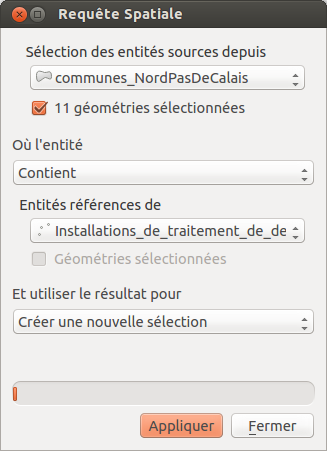 Requête Spatiale
Sélection des entités sources depuis
communes_NordPasDeCalais
11 géométries sélectionnées
Où l'entité
Contient
Entités références de
Installations_de_traitement_de_de
Géométries sélectionnées
Et utiliser le résultat pour
Créer une nouvelle sélection
Appliquer
Fermer